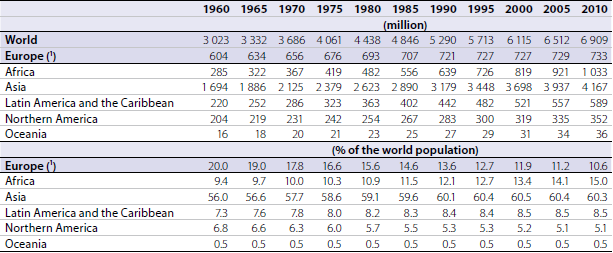 1960 1965 1970 1975 1980 1985 1990 1995 2000 2005 2010
(million)
World 3 023 3 332 3 686 4 061 4 438 4 846 5 290 5 713 6 115 6 512 6 909
Europe (¹) 604 634 656 676 693 707 721 727 727 729 733
Africa 285 322 367 419 482 556 639 726 819 921 1 033
Asia 1 694 1 886 2 125 2 379 2 623 2 890 3 179 3 448 3 698 3 937 4 167
Latin America and the Caribbean 220 252 286 323 363 402 442 482 521 557 589
Northern America 204 219 231 242 254 267 283 300 319 335 352
Oceania 16 18 20 21 23 25 27 29 31 34 36
(% of the world population)
Europe (¹) 20.0 19.0 17.8 16.6 15.6 14.6 13.6 12.7 11.9 11.2 10.6
Africa 9.4 9.7 10.0 10.3 10.9 11.5 12.1 12.7 13.4 14.1 15.0
Asia 56.0 56.6 57.7 58.6 59.1 59.6 60.1 60.4 60.5 60.4 60.3
Latin America and the Caribbean 7.3 7.6 7.8 8.0 8.2 8.3 8.4 8.4 8.5 8.5 8.5
Northern America 6.8 6.6 6.3 6.0 5.7 5.5 5.3 5.3 5.2 5.1 5.1
Oceania 0.5 0.5 0.5 0.5 0.5 0.5 0.5 0.5 0.5 0.5 0.5